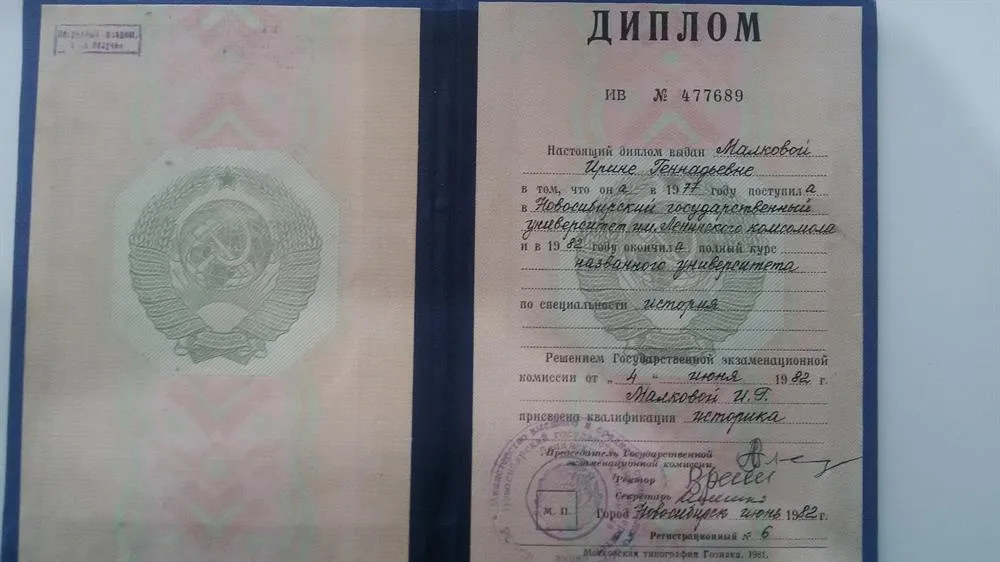 ДИПЛОМ
ИВ № 477689
Настоящий диплом выдан Малковой
Ирине Геннадьевне
в том, что она в 1977 году поступила
в Новосибирский государственный
университет им. Ленинского комсомола
и в 1982 году окончила полный курс
названного университета
по специальности история
Решением Государственной экзаменационной
комиссии от „4“ июня 1982 г.
Малковой И.Г.
присвоена квалификация историка
Председатель Государственной
экзаменационной комиссии
Ректор
Секретарь
М. П.
Город Новосибирск июнь 1982 г.
Регистрационный № 6
Московская типография Гознака. 1981.